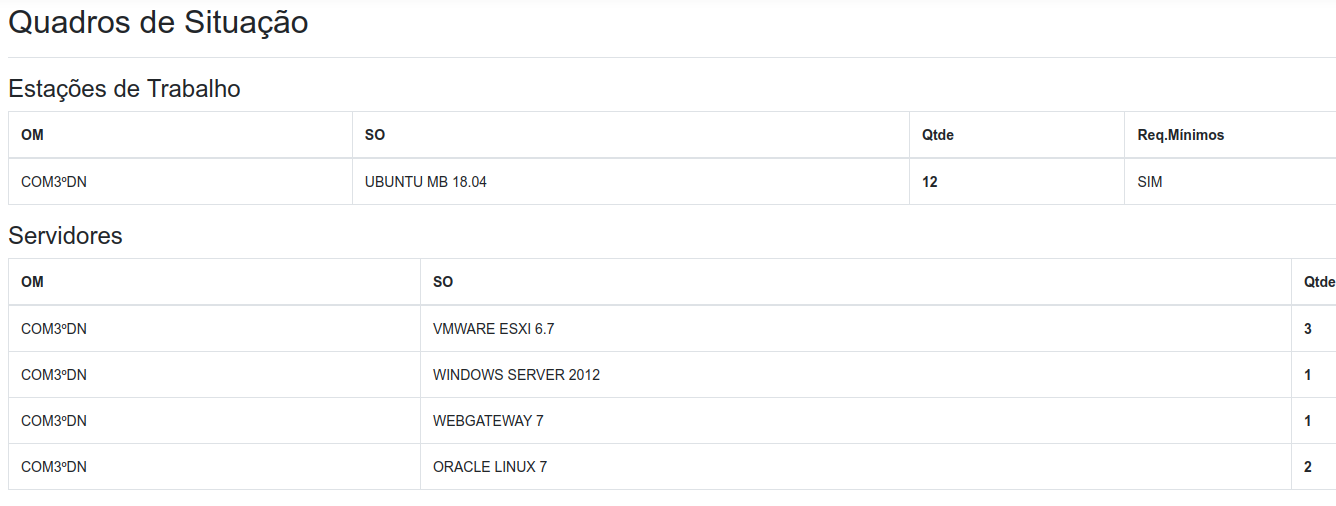 Quadros de Situação
Estações de Trabalho
OM SO Qtde Req.Mínimos
COM3ºDN UBUNTU MB 18.04 12 SIM
Servidores
OM SO Qtde
COM3ºDN VMWARE ESXI 6.7 3
COM3ºDN WINDOWS SERVER 2012 1
COM3ºDN WEBGATEWAY 7 1
COM3ºDN ORACLE LINUX 7 2